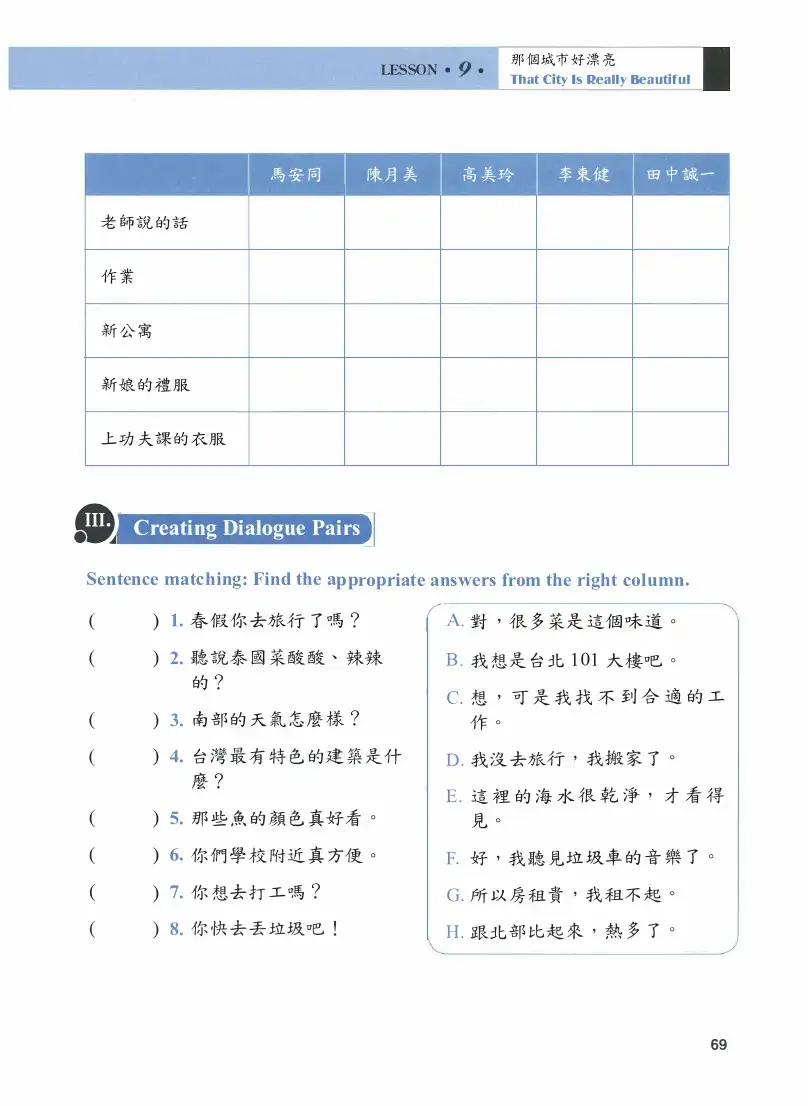 LESSON • 9 •
那個城市好漂亮
That City Is Really Beautiful
馬安同 陳月美 高美玲 李東健 田中誠一
老師說的話
作業
新公寓
新娘的禮服
上功夫課的衣服
III. Creating Dialogue Pairs
Sentence matching: Find the appropriate answers from the right column.
( ) 1. 春假你去旅行了嗎？
( ) 2. 聽說泰國菜酸酸、辣辣
的？
( ) 3. 南部的天氣怎麼樣？
( ) 4. 台灣最有特色的建築是什
麼？
( ) 5. 那些魚的顏色真好看。
( ) 6. 你們學校附近真方便。
( ) 7. 你想去打工嗎？
( ) 8. 你快去丟垃圾吧！
A. 對，很多菜是這個味道。
B. 我想是台北 101 大樓吧。
C. 想，可是我找不到合適的工
作。
D. 我沒去旅行，我搬家了。
E. 這裡的海水很乾淨，才看得
見。
F. 好，我聽見垃圾車的音樂了。
G. 所以房租貴，我租不起。
H. 跟北部比起來，熱多了。
69